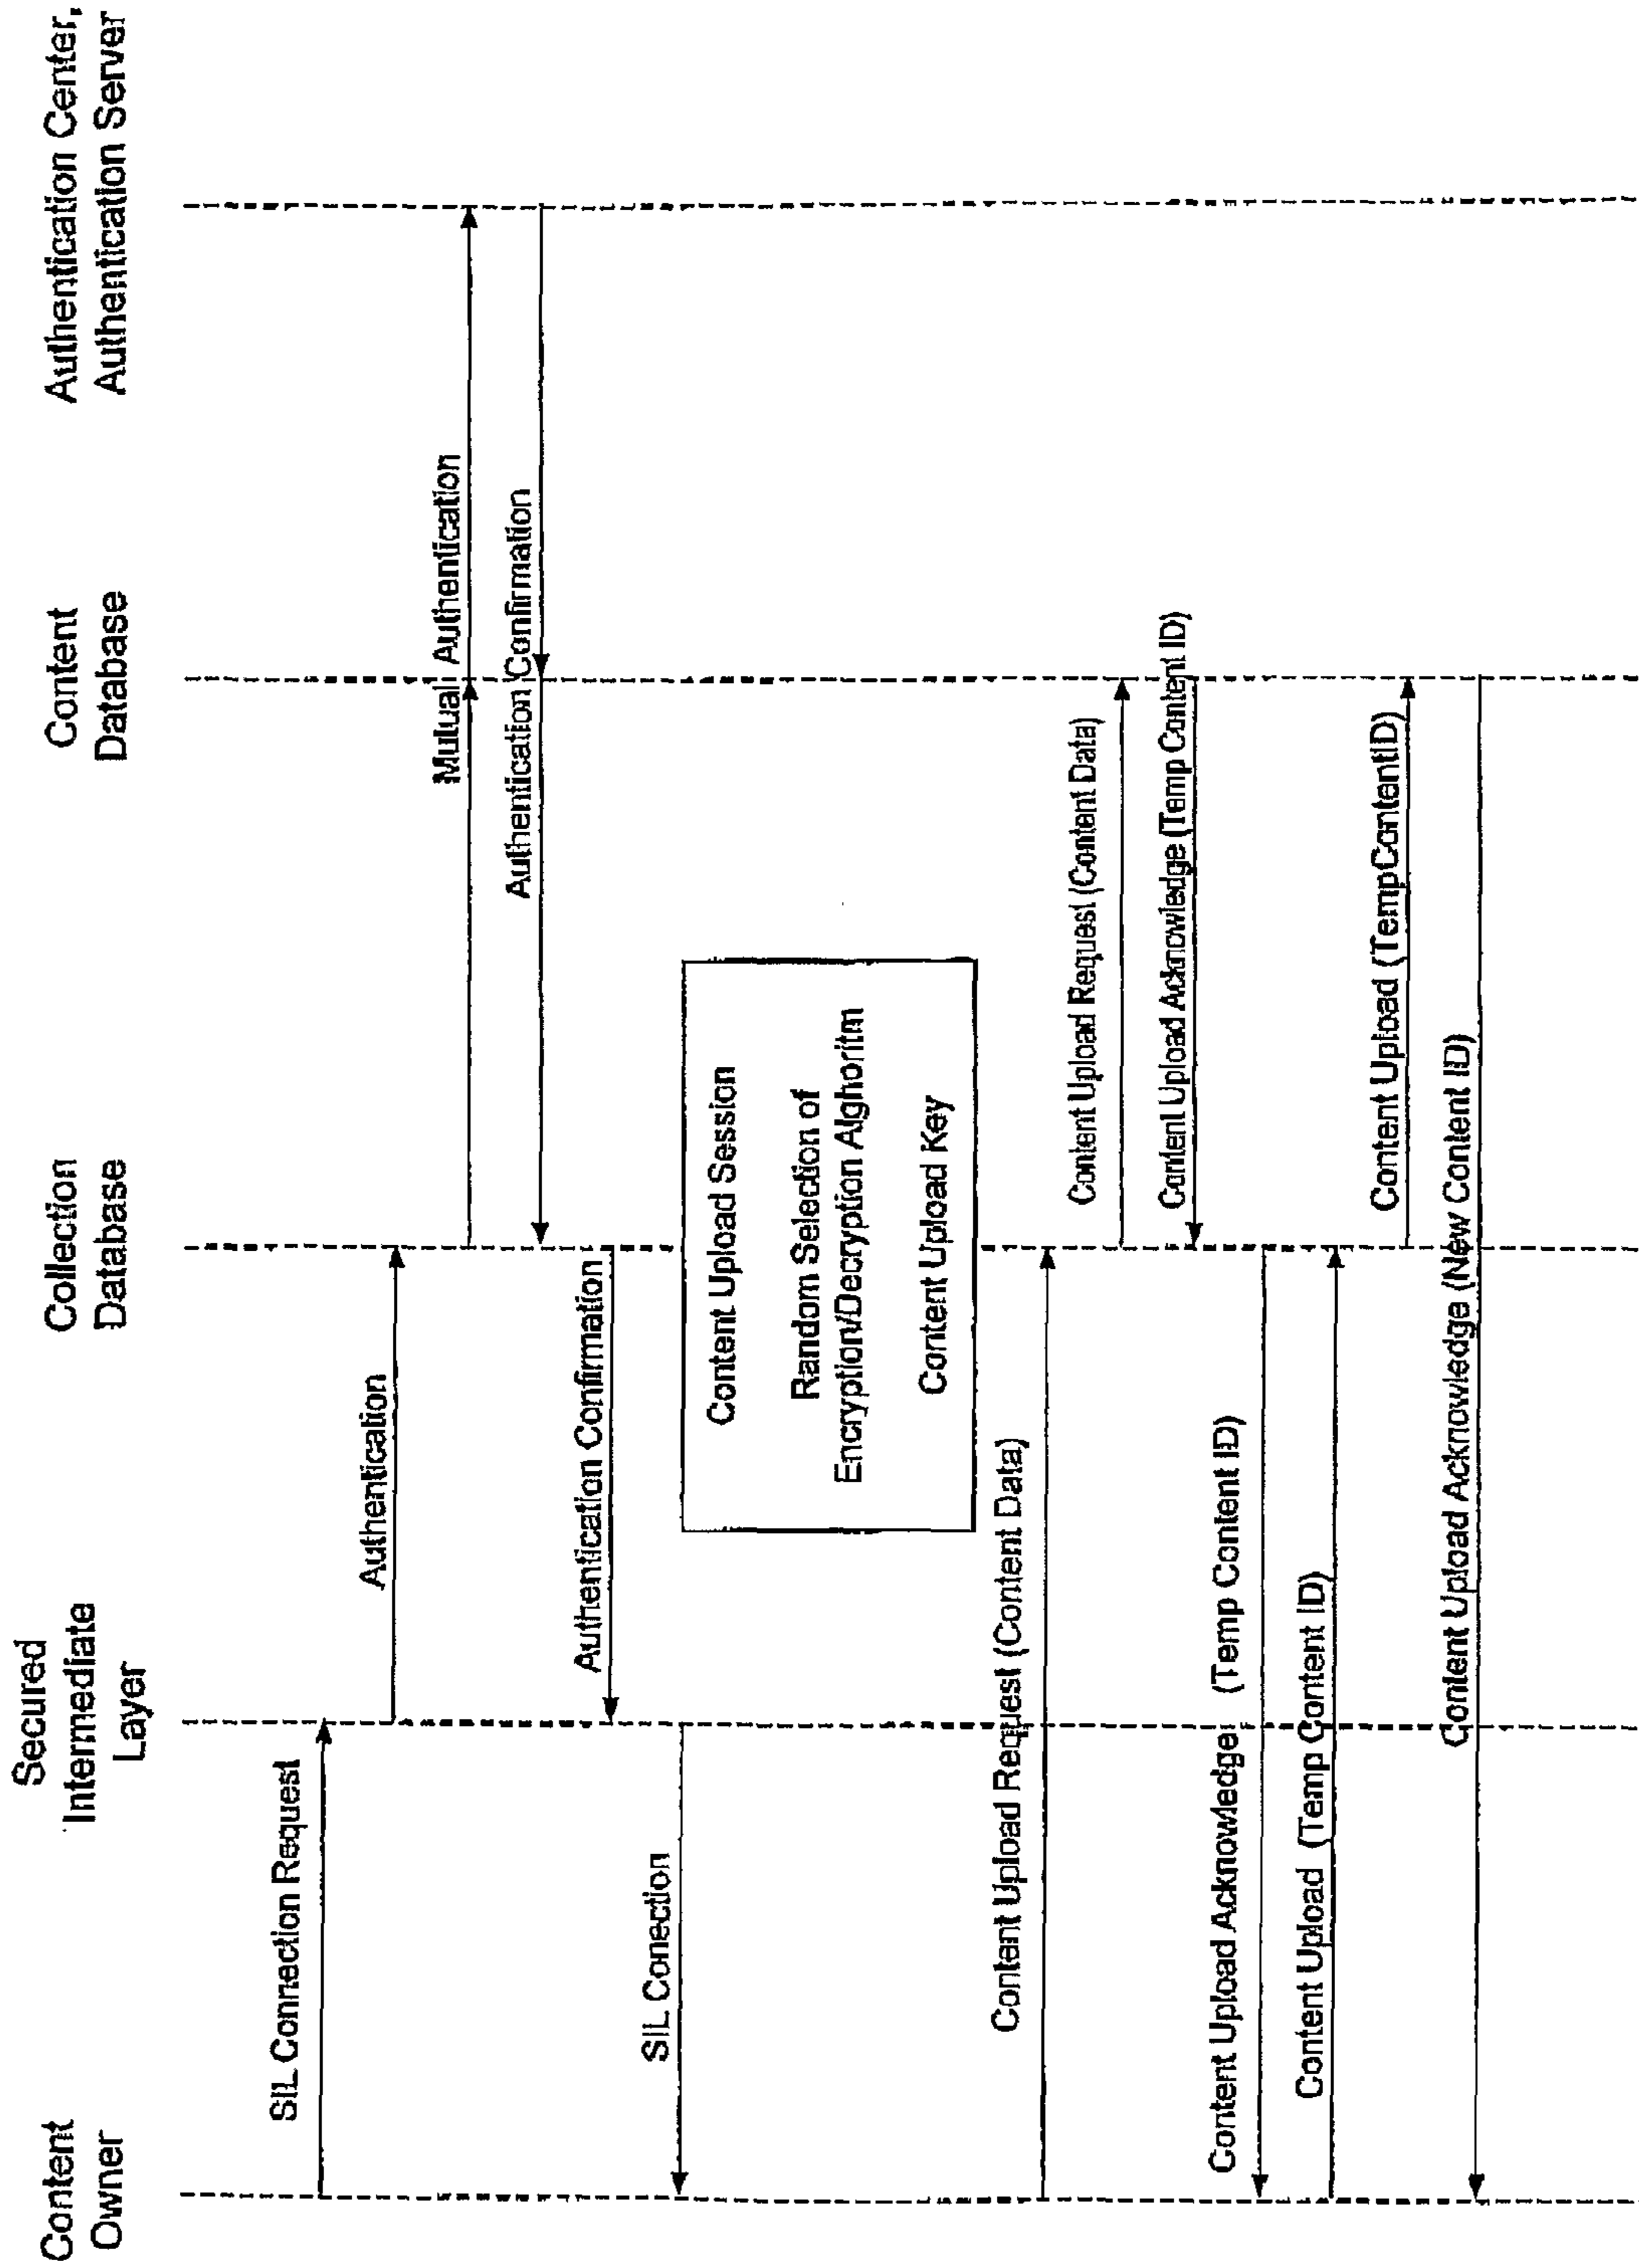 Content
Owner
Secured
Intermediate
Layer
Collection
Database
Content
Database
Authentication Center,
Authentication Server
SIL Connection Request
Authentication
Mutual Authentication
Authentication Confirmation
Authentication Confirmation
SIL Conection
Content Upload Session
Random Selection of
Encryption/Decryption Alghoritm
Content Upload Key
Content Upload Request (Content Data)
Content Upload Request (Content Data)
Content Upload Acknowledge (Temp Content ID)
Content Upload Acknowledge (Temp Content ID)
Content Upload (Temp Content ID)
Content Upload (TempContentID)
Content Upload Acknowledge (New Content ID)